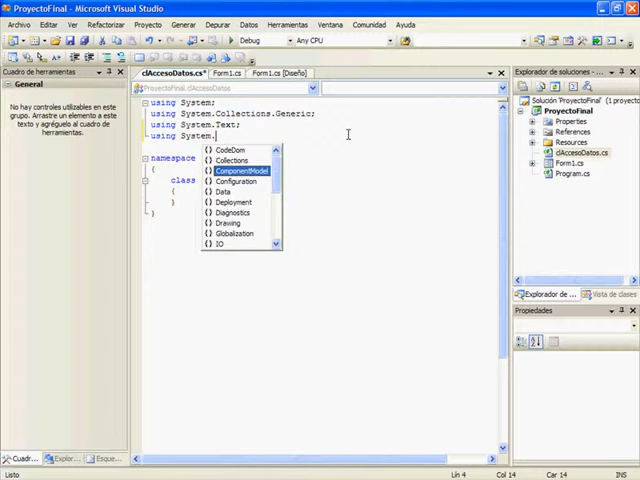 ProyectoFinal - Microsoft Visual Studio
Archivo Editar Ver Refactorizar Proyecto Generar Depurar Datos Herramientas Ventana Comunidad Ayuda
Debug Any CPU
Cuadro de herramientas
General
No hay controles utilizables en este
grupo. Arrastre un elemento a este
texto y agréguelo al cuadro de
herramientas.
Cuadr... Explor... Esque...
clAccesoDatos.cs* Form1.cs Form1.cs [Diseño]
ProyectoFinal.clAccesoDatos
using System;
using System.Collections.Generic;
using System.Text;
using System.
namespace
{
class
{
}
}
CodeDom
Collections
ComponentModel
Configuration
Data
Deployment
Diagnostics
Drawing
Globalization
IO
Explorador de soluciones - ...
Solución 'ProyectoFinal' (1 proyecto)
ProyectoFinal
Properties
References
Resources
clAccesoDatos.cs
Form1.cs
Program.cs
Explorador de ... Vista de clases
Propiedades
Listo Lín 4 Col 14 Car 14 INS